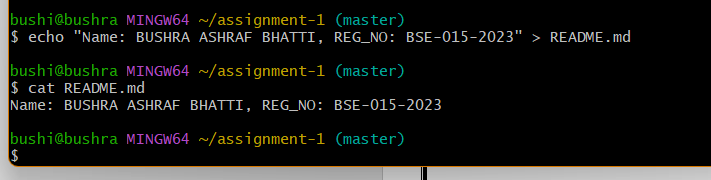 bushi@bushra MINGW64 ~/assignment-1 (master)
$ echo "Name: BUSHRA ASHRAF BHATTI, REG_NO: BSE-015-2023" > README.md
bushi@bushra MINGW64 ~/assignment-1 (master)
$ cat README.md
Name: BUSHRA ASHRAF BHATTI, REG_NO: BSE-015-2023
bushi@bushra MINGW64 ~/assignment-1 (master)
$